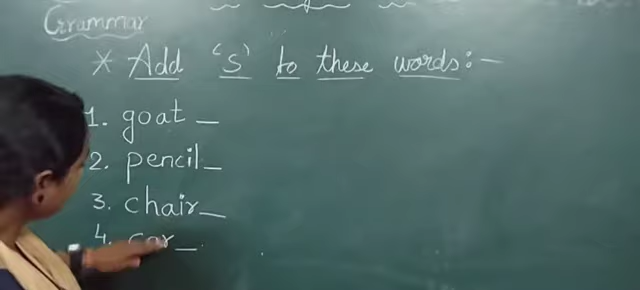 Grammar
* Add 's' to these words:-
1. goat _
2. pencil _
3. chair _
4. car _